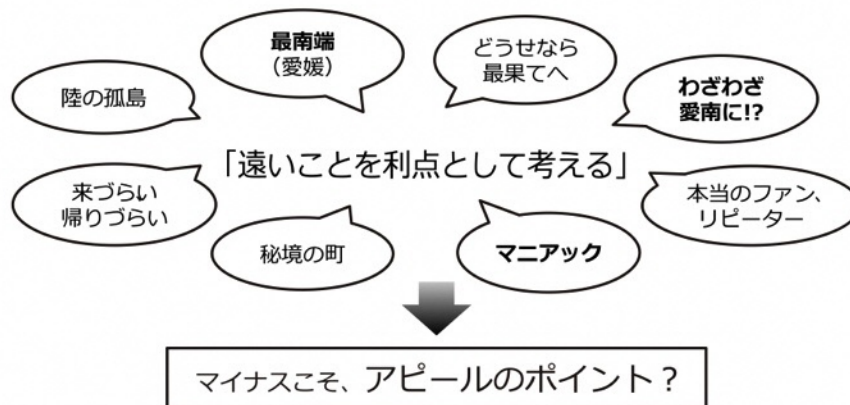 最南端
（愛媛）
どうせなら
最果てへ
陸の孤島
わざわざ
愛南に!?
「遠いことを利点として考える」
来づらい
帰りづらい
本当のファン、
リピーター
秘境の町
マニアック
マイナスこそ、アピールのポイント？